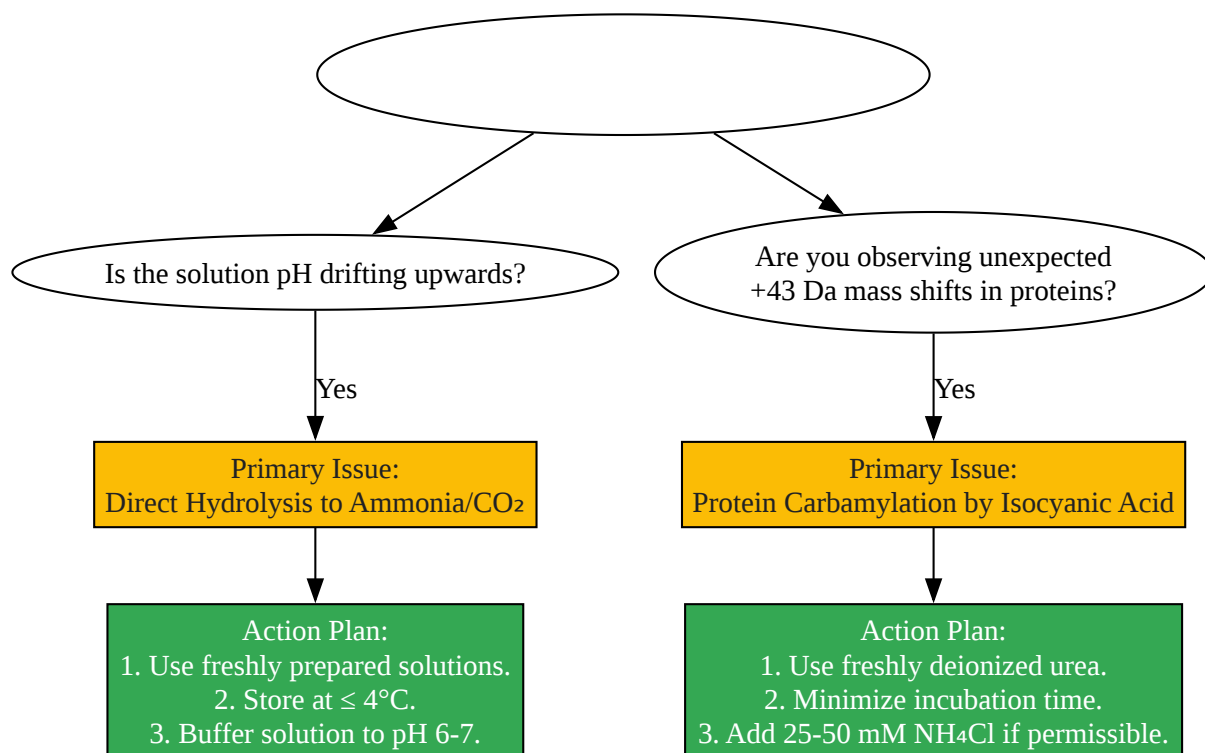 Is the solution pH drifting upwards?
Are you observing unexpected
+43 Da mass shifts in proteins?
Yes
Yes
Primary Issue:
Direct Hydrolysis to Ammonia/CO₂
Primary Issue:
Protein Carbamylation by Isocyanic Acid
Action Plan:
1. Use freshly prepared solutions.
2. Store at ≤ 4°C.
3. Buffer solution to pH 6-7.
Action Plan:
1. Use freshly deionized urea.
2. Minimize incubation time.
3. Add 25-50 mM NH₄Cl if permissible.